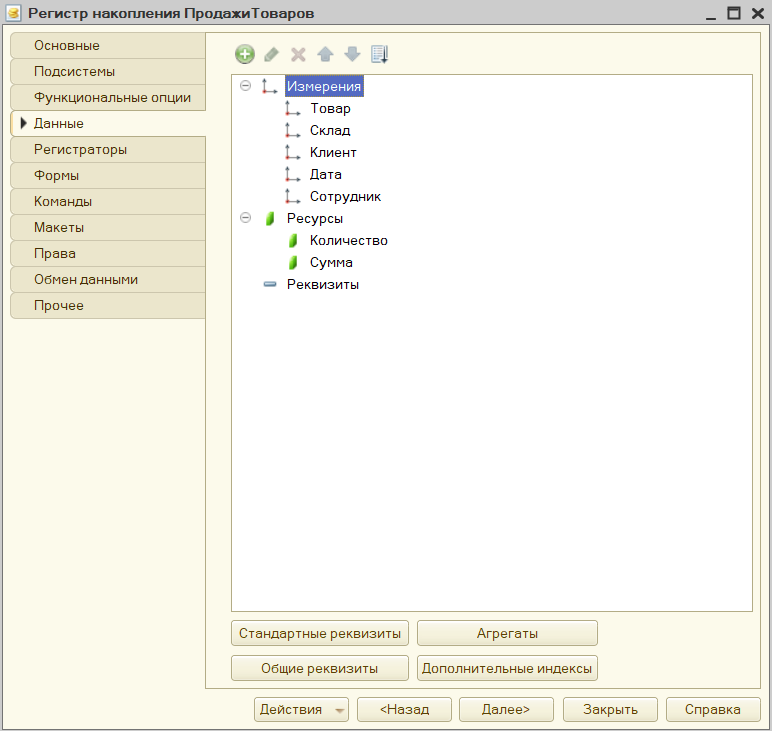 Регистр накопления ПродажиТоваров
Основные
Подсистемы
Функциональные опции
Данные
Регистраторы
Формы
Команды
Макеты
Права
Обмен данными
Прочее
Измерения
Товар
Склад
Клиент
Дата
Сотрудник
Ресурсы
Количество
Сумма
Реквизиты
Стандартные реквизиты
Агрегаты
Общие реквизиты
Дополнительные индексы
Действия
<Назад
Далее>
Закрыть
Справка